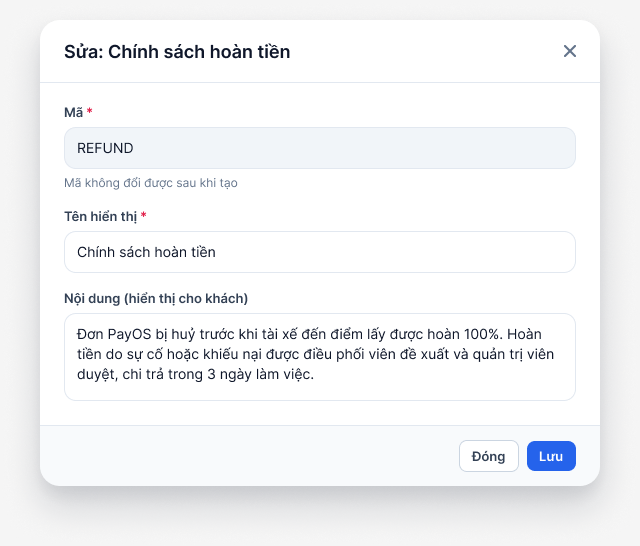 Sửa: Chính sách hoàn tiền
Mã *
REFUND
Mã không đổi được sau khi tạo
Tên hiển thị *
Chính sách hoàn tiền
Nội dung (hiển thị cho khách)
Đơn PayOS bị huỷ trước khi tài xế đến điểm lấy được hoàn 100%. Hoàn
tiền do sự cố hoặc khiếu nại được điều phối viên đề xuất và quản trị viên
duyệt, chi trả trong 3 ngày làm việc.
Đóng
Lưu